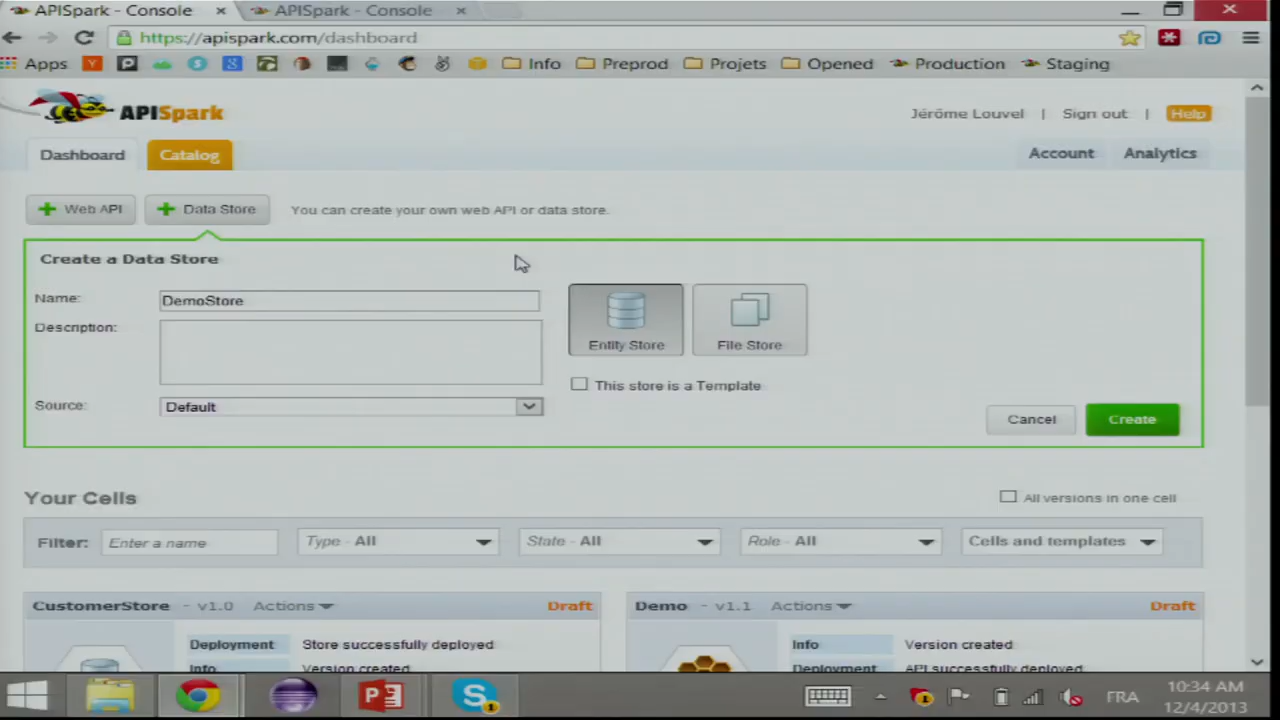 APISpark - Console × APISpark - Console ×
https://apispark.com/dashboard
Apps Info Preprod Projets Opened Production Staging
APISpark
Jérôme Louvel | Sign out | Help
Dashboard Catalog Account Analytics
Web API Data Store You can create your own web API or data store.
Create a Data Store
Name: DemoStore
Description:
Entity Store File Store
This store is a Template
Source: Default
Cancel Create
Your Cells All versions in one cell
Filter: Enter a name Type - All State - All Role - All Cells and templates
CustomerStore - v1.0 Actions Draft Demo - v1.1 Actions Draft
Deployment Store successfully deployed Info Version created
Info Version created Deployment API successfully deployed
FRA 10:34 AM
12/4/2013